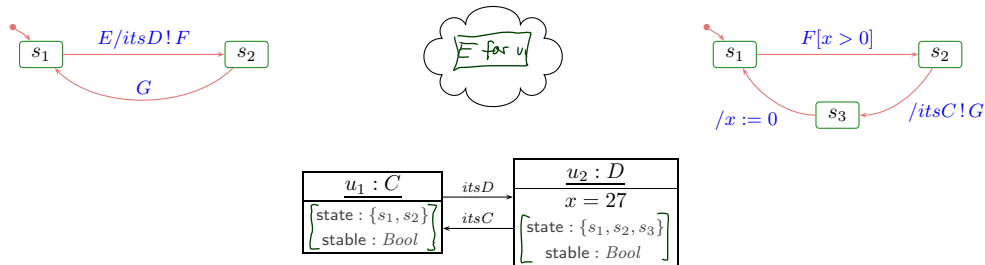 s₁
E/itsD ! F
s₂
G
E for u₁
s₁
F[x > 0]
s₂
/x := 0
s₃
/itsC ! G
u₁ : C
state : {s₁, s₂}
stable : Bool
itsD
itsC
u₂ : D
x = 27
state : {s₁, s₂, s₃}
stable : Bool